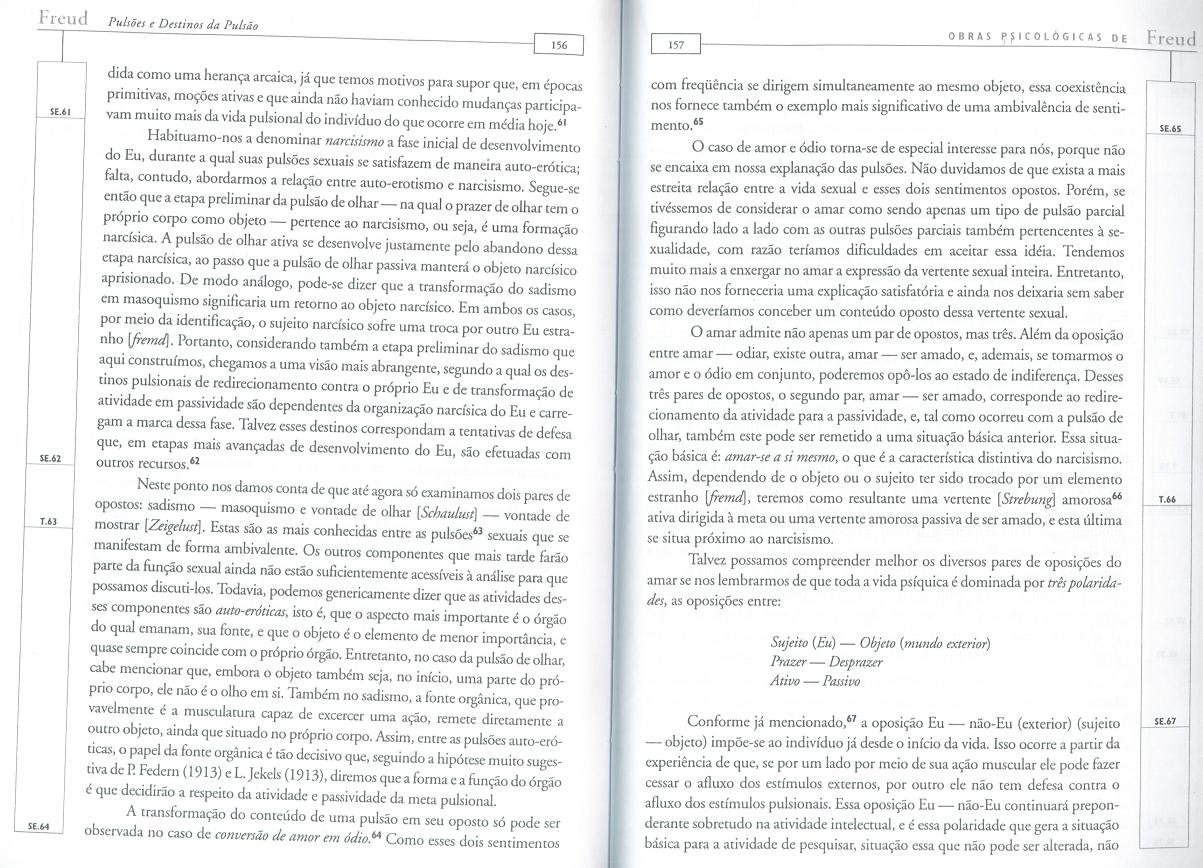 Freud Pulsões e Destinos da Pulsão
156
dida como uma herança arcaica, já que temos motivos para supor que, em épocas
primitivas, moções ativas e que ainda não haviam conhecido mudanças participa-
vam muito mais da vida pulsional do indivíduo do que ocorre em média hoje.61
SE.61
Habituamo-nos a denominar narcisismo a fase inicial de desenvolvimento
do Eu, durante a qual suas pulsões sexuais se satisfazem de maneira auto-erótica;
falta, contudo, abordarmos a relação entre auto-erotismo e narcisismo. Segue-se
então que a etapa preliminar da pulsão de olhar — na qual o prazer de olhar tem o
próprio corpo como objeto — pertence ao narcisismo, ou seja, é uma formação
narcísica. A pulsão de olhar ativa se desenvolve justamente pelo abandono dessa
etapa narcísica, ao passo que a pulsão de olhar passiva manterá o objeto narcísico
aprisionado. De modo análogo, pode-se dizer que a transformação do sadismo
em masoquismo significaria um retorno ao objeto narcísico. Em ambos os casos,
por meio da identificação, o sujeito narcísico sofre uma troca por outro Eu estra-
nho [fremd]. Portanto, considerando também a etapa preliminar do sadismo que
aqui construímos, chegamos a uma visão mais abrangente, segundo a qual os des-
tinos pulsionais de redirecionamento contra o próprio Eu e de transformação de
atividade em passividade são dependentes da organização narcísica do Eu e carre-
gam a marca dessa fase. Talvez esses destinos correspondam a tentativas de defesa
que, em etapas mais avançadas de desenvolvimento do Eu, são efetuadas com
outros recursos.62
SE.62
Neste ponto nos damos conta de que até agora só examinamos dois pares de
opostos: sadismo — masoquismo e vontade de olhar [Schaulust] — vontade de
mostrar [Zeigelust]. Estas são as mais conhecidas entre as pulsões63 sexuais que se
T.63
manifestam de forma ambivalente. Os outros componentes que mais tarde farão
parte da função sexual ainda não estão suficientemente acessíveis à análise para que
possamos discuti-los. Todavia, podemos genericamente dizer que as atividades des-
ses componentes são auto-eróticas, isto é, que o aspecto mais importante é o órgão
do qual emanam, sua fonte, e que o objeto é o elemento de menor importância, e
quase sempre coincide com o próprio órgão. Entretanto, no caso da pulsão de olhar,
cabe mencionar que, embora o objeto também seja, no início, uma parte do pró-
prio corpo, ele não é o olho em si. Também no sadismo, a fonte orgânica, que pro-
vavelmente é a musculatura capaz de excercer uma ação, remete diretamente a
outro objeto, ainda que situado no próprio corpo. Assim, entre as pulsões auto-eró-
ticas, o papel da fonte orgânica é tão decisivo que, seguindo a hipótese muito suges-
tiva de P. Federn (1913) e L. Jekels (1913), diremos que a forma e a função do órgão
é que decidirão a respeito da atividade e passividade da meta pulsional.
A transformação do conteúdo de uma pulsão em seu oposto só pode ser
observada no caso de conversão de amor em ódio.64 Como esses dois sentimentos
SE.64
157
OBRAS PSICOLÓGICAS DE Freud
com freqüência se dirigem simultaneamente ao mesmo objeto, essa coexistência
nos fornece também o exemplo mais significativo de uma ambivalência de senti-
mento.65
SE.65
O caso de amor e ódio torna-se de especial interesse para nós, porque não
se encaixa em nossa explanação das pulsões. Não duvidamos de que exista a mais
estreita relação entre a vida sexual e esses dois sentimentos opostos. Porém, se
tivéssemos de considerar o amar como sendo apenas um tipo de pulsão parcial
figurando lado a lado com as outras pulsões parciais também pertencentes à se-
xualidade, com razão teríamos dificuldades em aceitar essa idéia. Tendemos
muito mais a enxergar no amar a expressão da vertente sexual inteira. Entretanto,
isso não nos forneceria uma explicação satisfatória e ainda nos deixaria sem saber
como deveríamos conceber um conteúdo oposto dessa vertente sexual.
O amar admite não apenas um par de opostos, mas três. Além da oposição
entre amar — odiar, existe outra, amar — ser amado, e, ademais, se tomarmos o
amor e o ódio em conjunto, poderemos opô-los ao estado de indiferença. Desses
três pares de opostos, o segundo par, amar — ser amado, corresponde ao redire-
cionamento da atividade para a passividade, e, tal como ocorreu com a pulsão de
olhar, também este pode ser remetido a uma situação básica anterior. Essa situa-
ção básica é: amar-se a si mesmo, o que é a característica distintiva do narcisismo.
Assim, dependendo de o objeto ou o sujeito ter sido trocado por um elemento
estranho [fremd], teremos como resultante uma vertente [Strebung] amorosa66
T.66
ativa dirigida à meta ou uma vertente amorosa passiva de ser amado, e esta última
se situa próximo ao narcisismo.
Talvez possamos compreender melhor os diversos pares de oposições do
amar se nos lembrarmos de que toda a vida psíquica é dominada por três polarida-
des, as oposições entre:
Sujeito (Eu) — Objeto (mundo exterior)
Prazer — Desprazer
Ativo — Passivo
Conforme já mencionado,67 a oposição Eu — não-Eu (exterior) (sujeito
SE.67
— objeto) impõe-se ao indivíduo já desde o início da vida. Isso ocorre a partir da
experiência de que, se por um lado por meio de sua ação muscular ele pode fazer
cessar o afluxo dos estímulos externos, por outro ele não tem defesa contra o
afluxo dos estímulos pulsionais. Essa oposição Eu — não-Eu continuará prepon-
derante sobretudo na atividade intelectual, e é essa polaridade que gera a situação
básica para a atividade de pesquisar, situação essa que não pode ser alterada, não